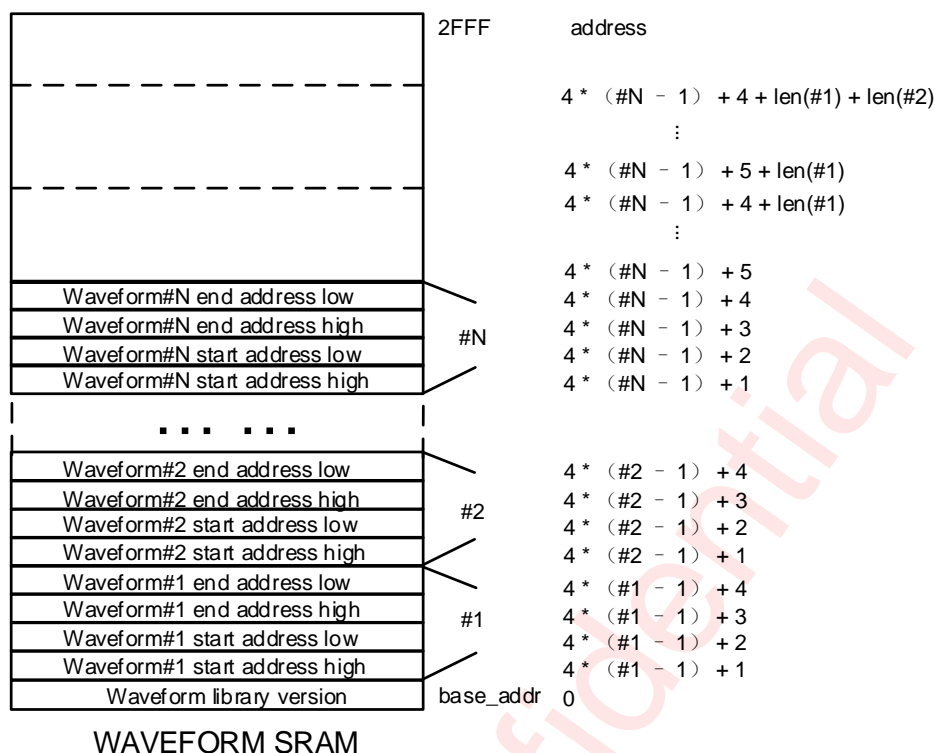 2FFF address
4 * （#N - 1） + 4 + len(#1) + len(#2)
⋮
4 * （#N - 1） + 5 + len(#1)
4 * （#N - 1） + 4 + len(#1)
⋮
4 * （#N - 1） + 5
Waveform#N end address low 4 * （#N - 1） + 4
Waveform#N end address high 4 * （#N - 1） + 3
#N
Waveform#N start address low 4 * （#N - 1） + 2
Waveform#N start address high 4 * （#N - 1） + 1
... ...
Waveform#2 end address low 4 * （#2 - 1） + 4
Waveform#2 end address high 4 * （#2 - 1） + 3
#2
Waveform#2 start address low 4 * （#2 - 1） + 2
Waveform#2 start address high 4 * （#2 - 1） + 1
Waveform#1 end address low 4 * （#1 - 1） + 4
Waveform#1 end address high 4 * （#1 - 1） + 3
#1
Waveform#1 start address low 4 * （#1 - 1） + 2
Waveform#1 start address high 4 * （#1 - 1） + 1
Waveform library version base_addr 0
WAVEFORM SRAM
fidential